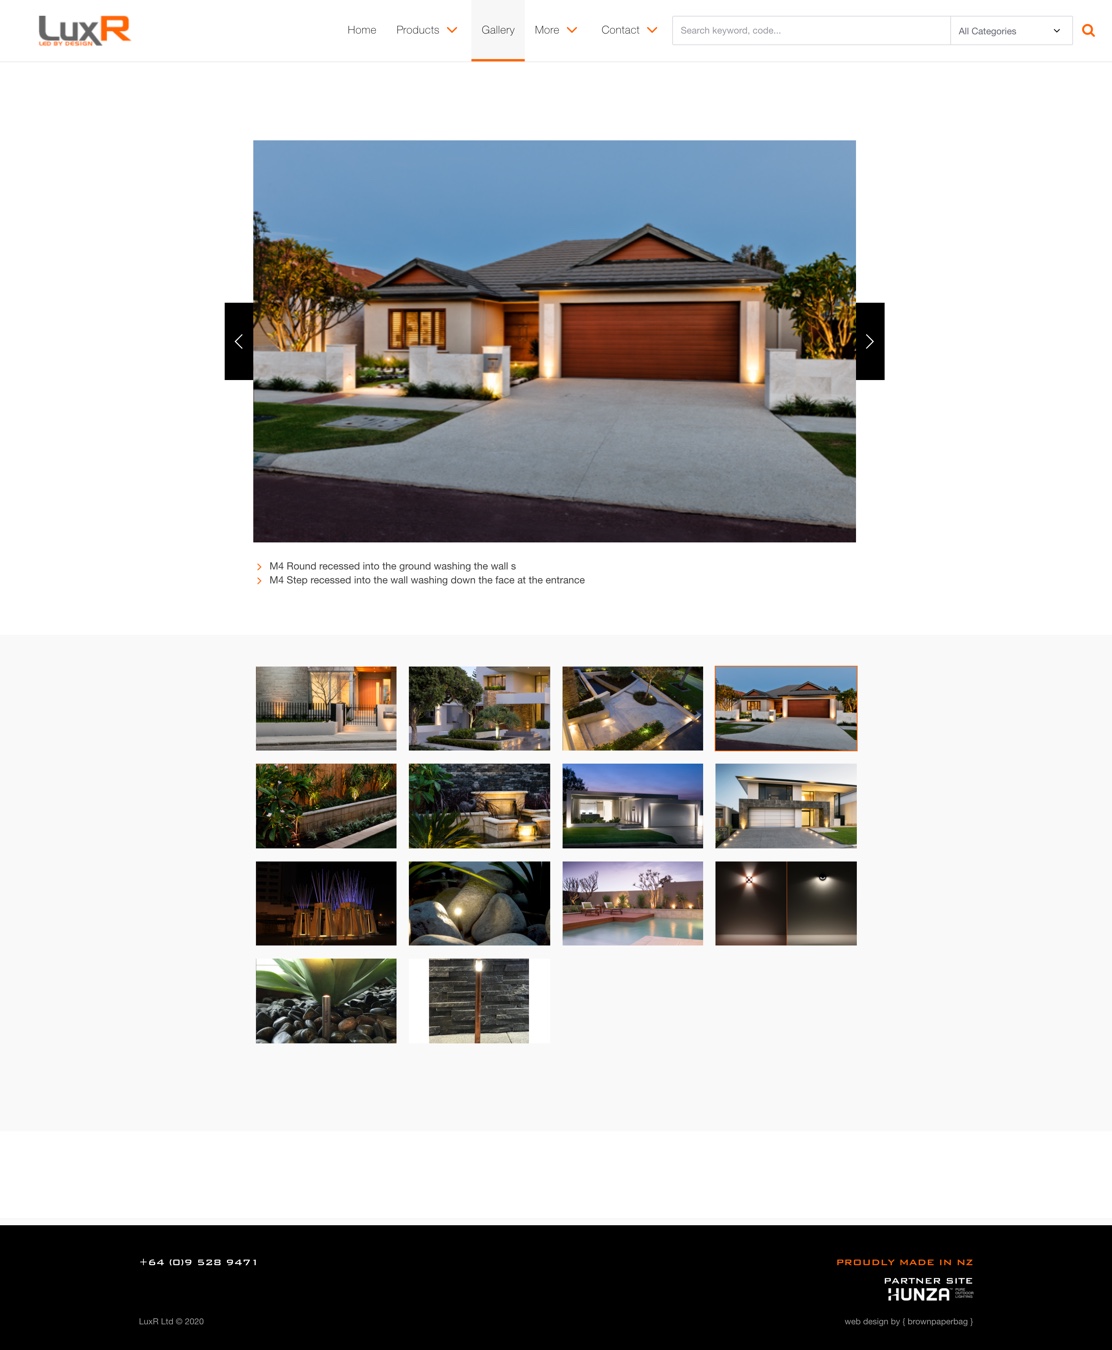 LuxR
LED BY DESIGN
Home
Products
Gallery
More
Contact
Search keyword, code...
All Categories
M4 Round recessed into the ground washing the wall s
M4 Step recessed into the wall washing down the face at the entrance
+64 (0)9 528 9471
PROUDLY MADE IN NZ
PARTNER SITE
HUNZA PURE OUTDOOR LIGHTING
LuxR Ltd © 2020
web design by { brownpaperbag }